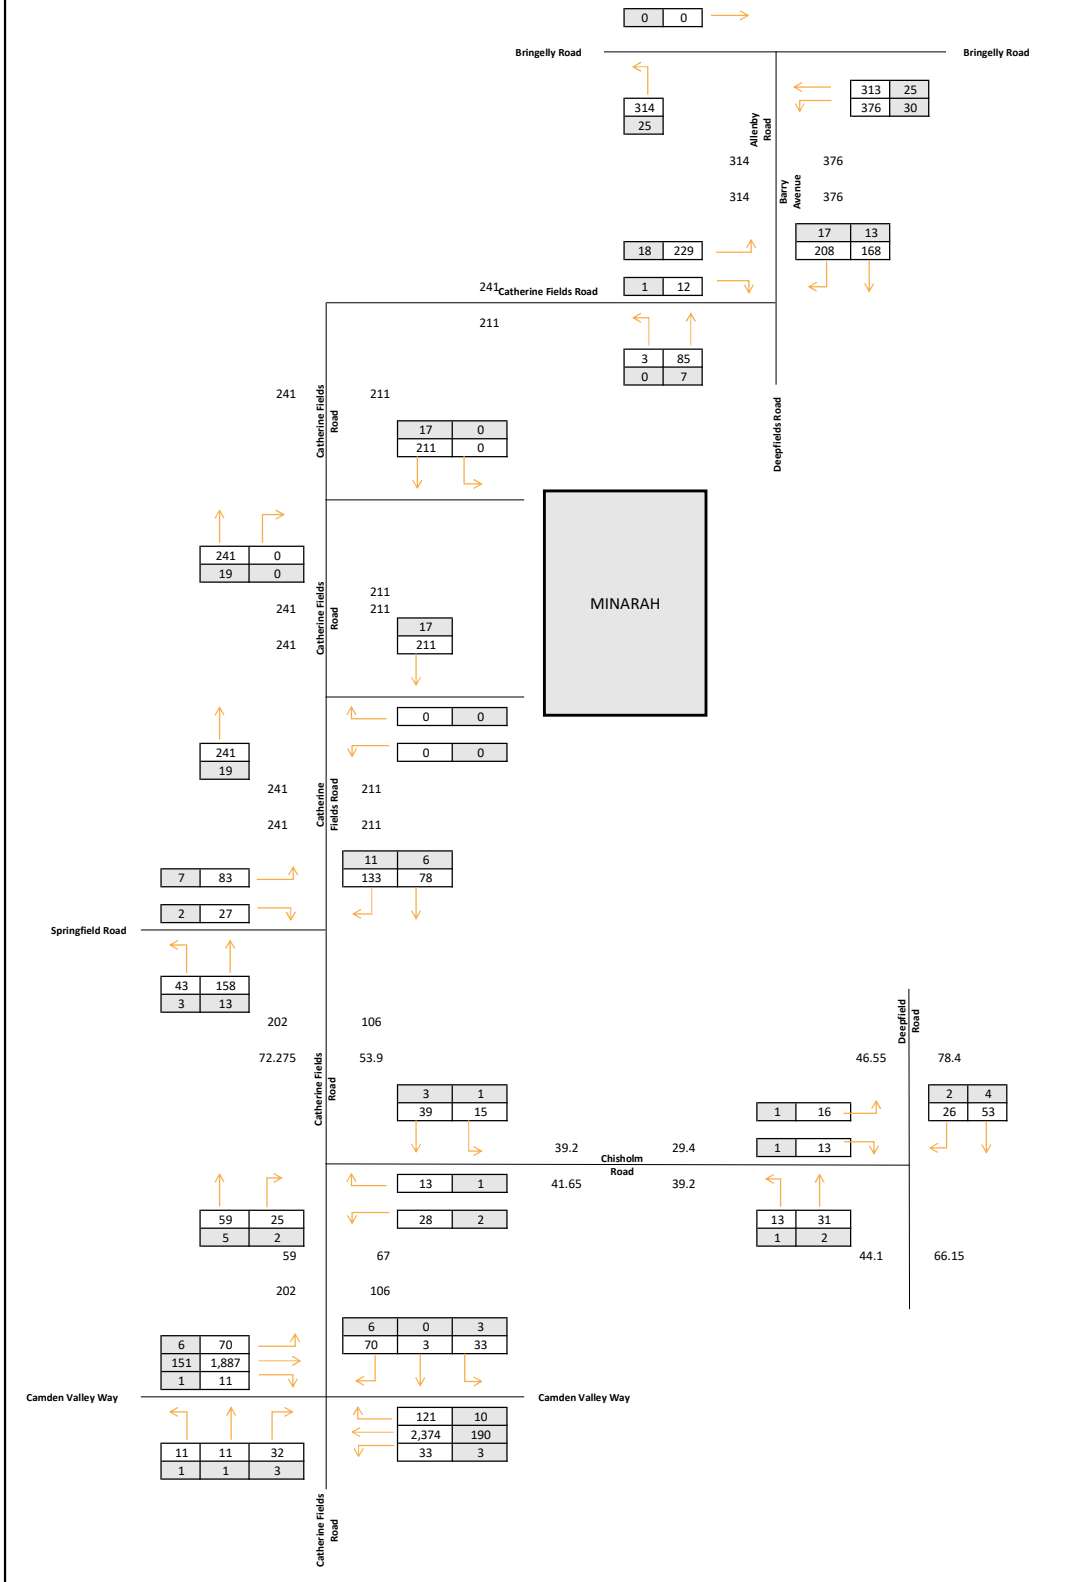 0 0
Bringelly Road Bringelly Road
313 25
376 30
314
25
Allenby
Road
314 376
Barry
Avenue
314 376
17 13
208 168
18 229
1 12
241
Catherine Fields Road
211
3 85
0 7
Deepfields Road
241 211
Catherine Fields
Road
17 0
211 0
MINARAH
241 0
19 0
Catherine Fields
Road
211
241 211
17
211
241
0 0
0 0
241
19
241 211
Catherine
Fields Road
241 211
11 6
133 78
7 83
2 27
Springfield Road
43 158
3 13
202 106
Deepfield
Road
72.275 53.9
46.55 78.4
Catherine Fields
Road
3 1
39 15
1 16
2 4
26 53
1 13
39.2 29.4
Chisholm
Road
41.65 39.2
13 1
28 2
59 25
5 2
13 31
1 2
59 67
44.1 66.15
202 106
6 0 3
70 3 33
6 70
151 1,887
1 11
Camden Valley Way Camden Valley Way
121 10
2,374 190
33 3
11 11 32
1 1 3
Catherine Fields
Road